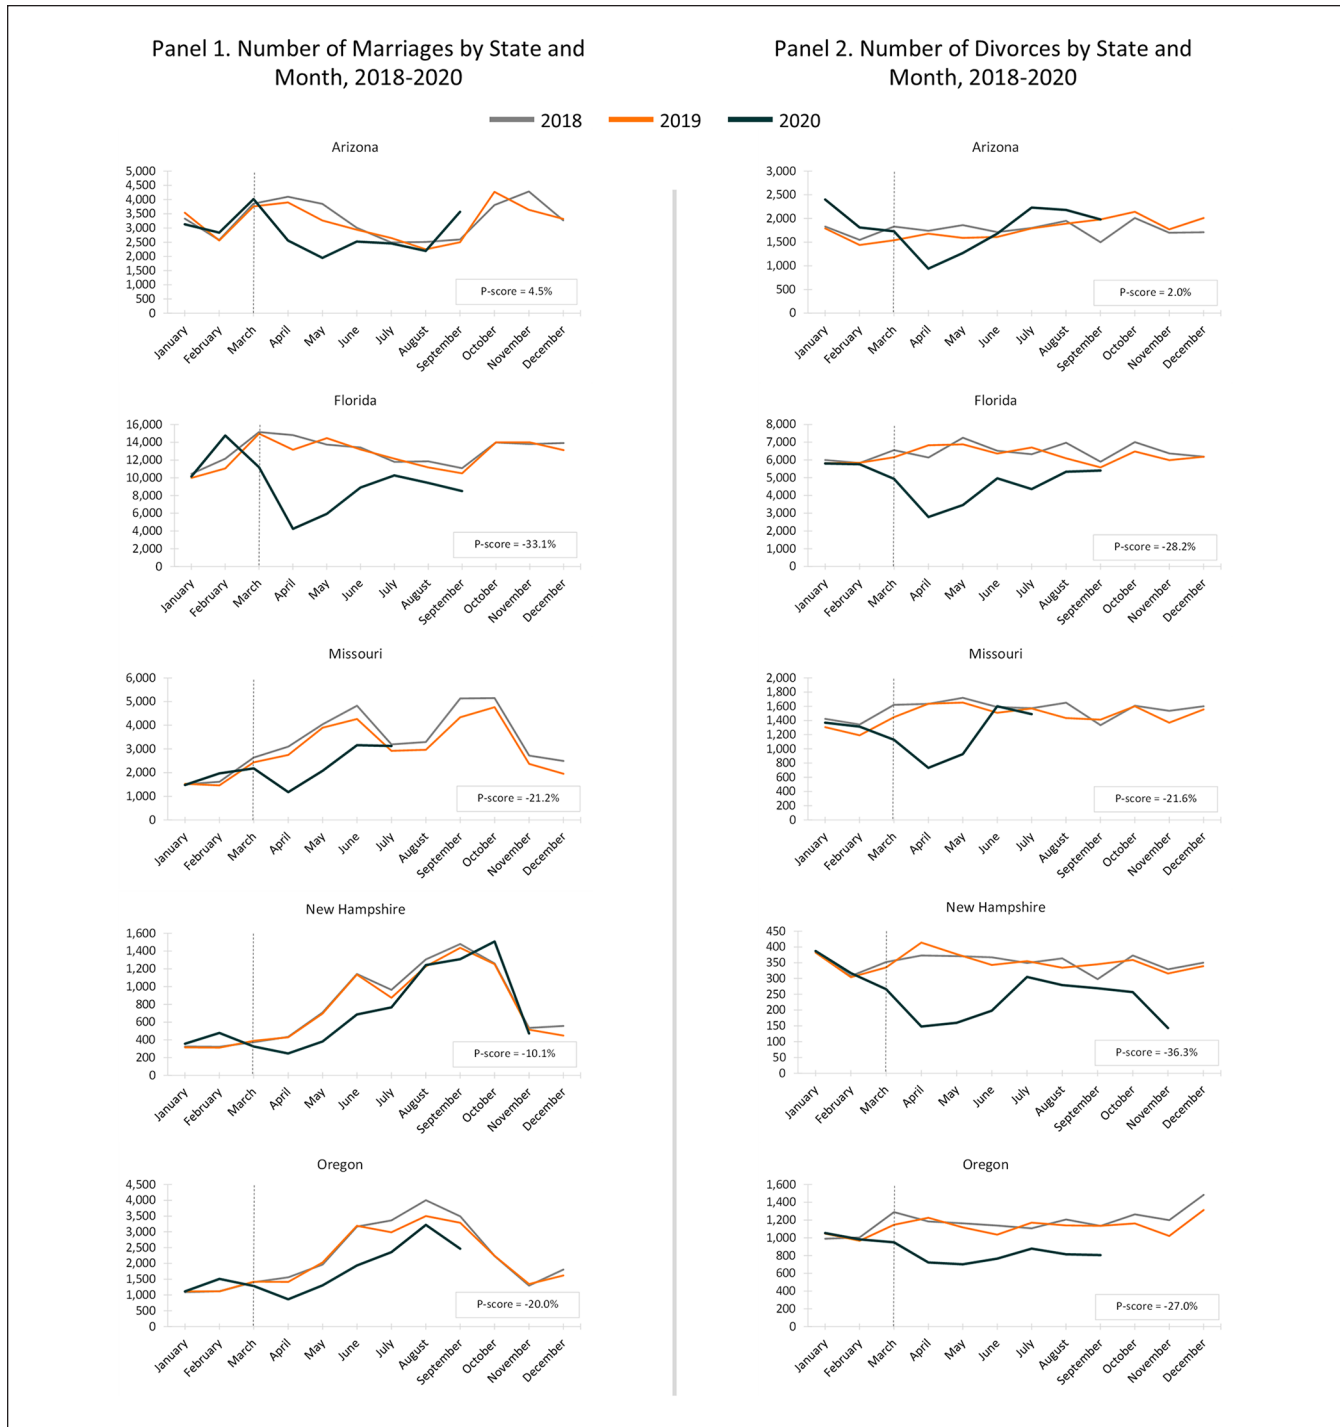 Panel 1. Number of Marriages by State and
Month, 2018-2020
Panel 2. Number of Divorces by State and
Month, 2018-2020
2018 2019 2020
Arizona
5,000
4,500
4,000
3,500
3,000
2,500
2,000
1,500
1,000
500
0
P-score = 4.5%
January February March April May June July August September October November December
Florida
16,000
14,000
12,000
10,000
8,000
6,000
4,000
2,000
0
P-score = -33.1%
January February March April May June July August September October November December
Missouri
6,000
5,000
4,000
3,000
2,000
1,000
0
P-score = -21.2%
January February March April May June July August September October November December
New Hampshire
1,600
1,400
1,200
1,000
800
600
400
200
0
P-score = -10.1%
January February March April May June July August September October November December
Oregon
4,500
4,000
3,500
3,000
2,500
2,000
1,500
1,000
500
0
P-score = -20.0%
January February March April May June July August September October November December
Arizona
3,000
2,500
2,000
1,500
1,000
500
0
P-score = 2.0%
January February March April May June July August September October November December
Florida
8,000
7,000
6,000
5,000
4,000
3,000
2,000
1,000
0
P-score = -28.2%
January February March April May June July August September October November December
Missouri
2,000
1,800
1,600
1,400
1,200
1,000
800
600
400
200
0
P-score = -21.6%
January February March April May June July August September October November December
New Hampshire
450
400
350
300
250
200
150
100
50
0
P-score = -36.3%
January February March April May June July August September October November December
Oregon
1,600
1,400
1,200
1,000
800
600
400
200
0
P-score = -27.0%
January February March April May June July August September October November December